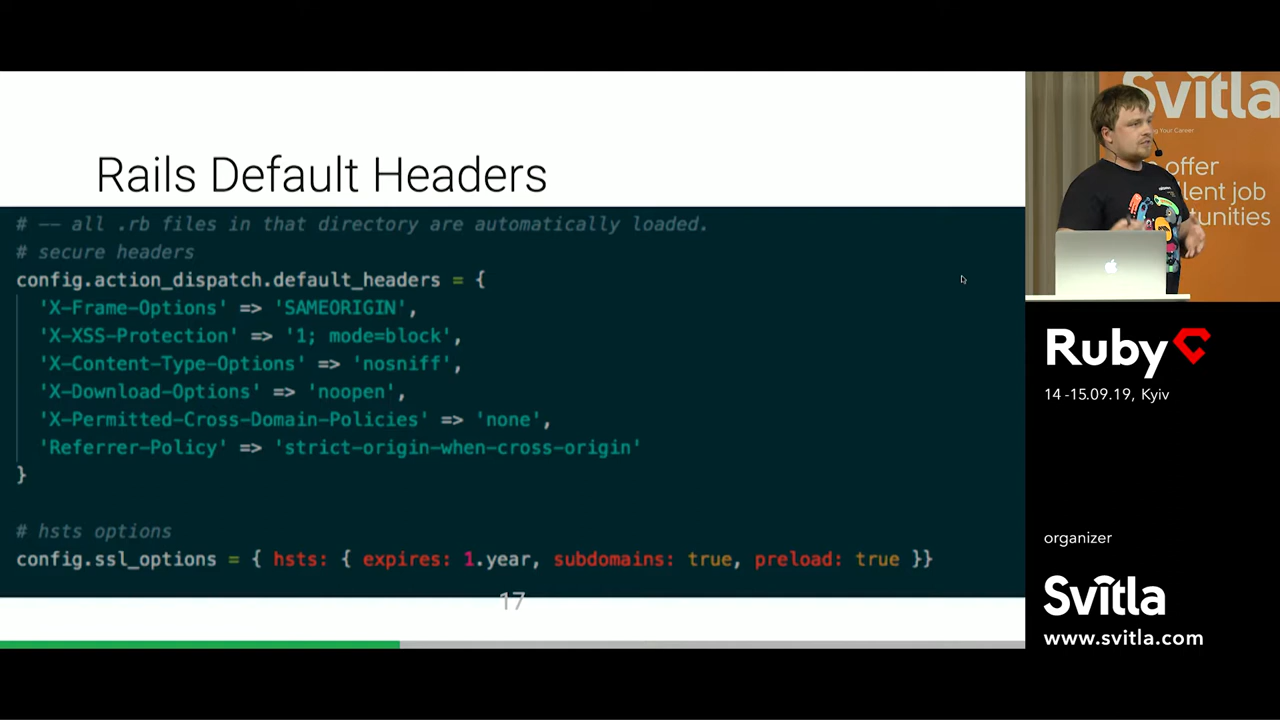 Rails Default Headers
# –– all .rb files in that directory are automatically loaded.
# secure headers
config.action_dispatch.default_headers = {
'X-Frame-Options' => 'SAMEORIGIN',
'X-XSS-Protection' => '1; mode=block',
'X-Content-Type-Options' => 'nosniff',
'X-Download-Options' => 'noopen',
'X-Permitted-Cross-Domain-Policies' => 'none',
'Referrer-Policy' => 'strict-origin-when-cross-origin'
}
# hsts options
config.ssl_options = { hsts: { expires: 1.year, subdomains: true, preload: true }}
17
Svitla
Your Career
offer
job
Ruby
14 -15.09.19, Kyiv
organizer
Svitla
www.svitla.com